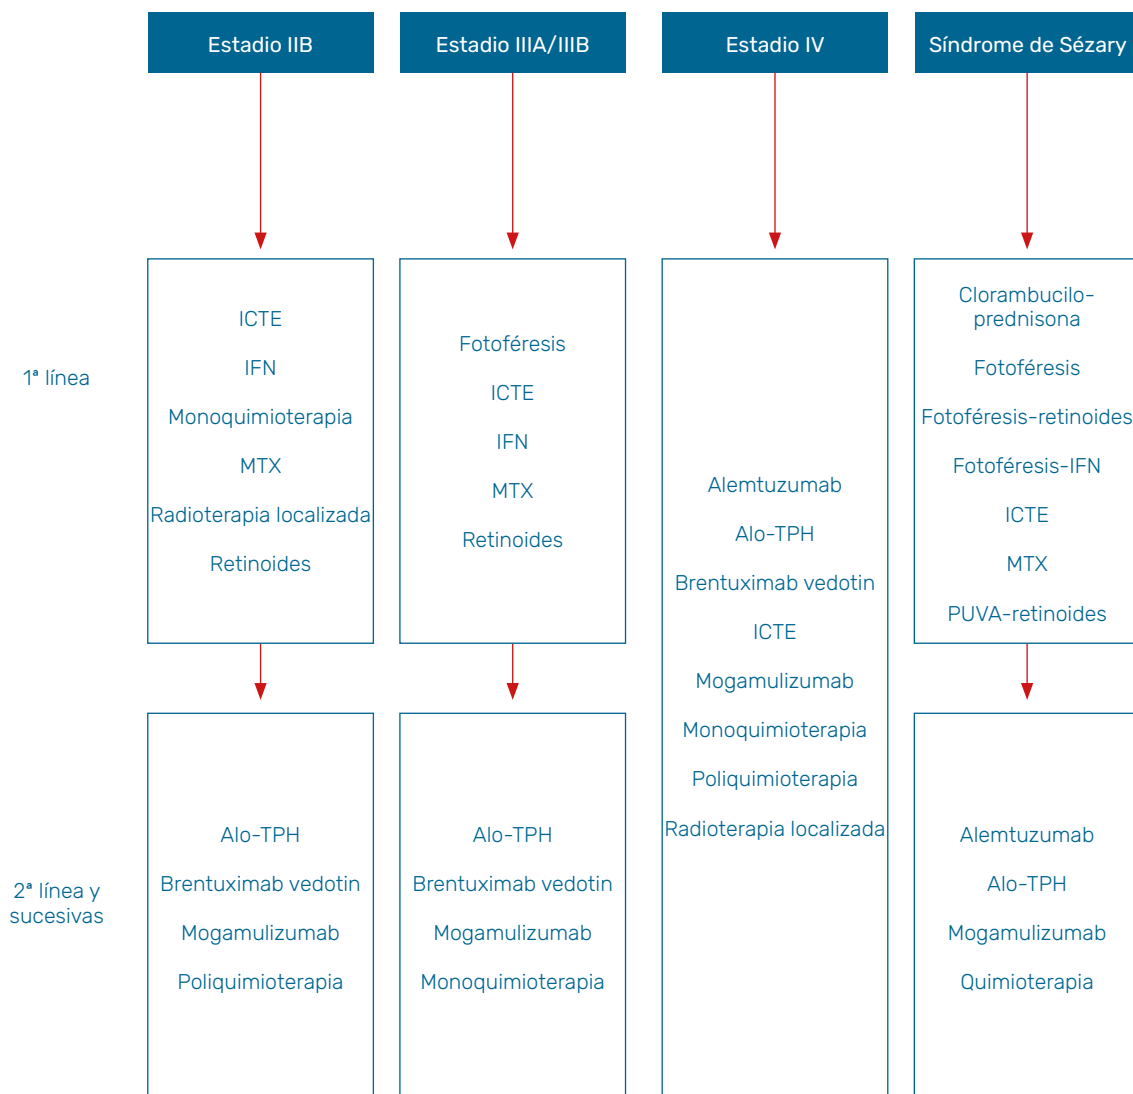 Estadio IIB
Estadio IIIA/IIIB
Estadio IV
Síndrome de Sézary
1ª línea
ICTE
IFN
Monoquimioterapia
MTX
Radioterapia localizada
Retinoides
Fotoféresis
ICTE
IFN
MTX
Retinoides
Alemtuzumab
Alo-TPH
Brentuximab vedotin
ICTE
Mogamulizumab
Monoquimioterapia
Poliquimioterapia
Radioterapia localizada
Clorambucilo-
prednisona
Fotoféresis
Fotoféresis-retinoides
Fotoféresis-IFN
ICTE
MTX
PUVA-retinoides
2ª línea y
sucesivas
Alo-TPH
Brentuximab vedotin
Mogamulizumab
Poliquimioterapia
Alo-TPH
Brentuximab vedotin
Mogamulizumab
Monoquimioterapia
Alemtuzumab
Alo-TPH
Mogamulizumab
Quimioterapia